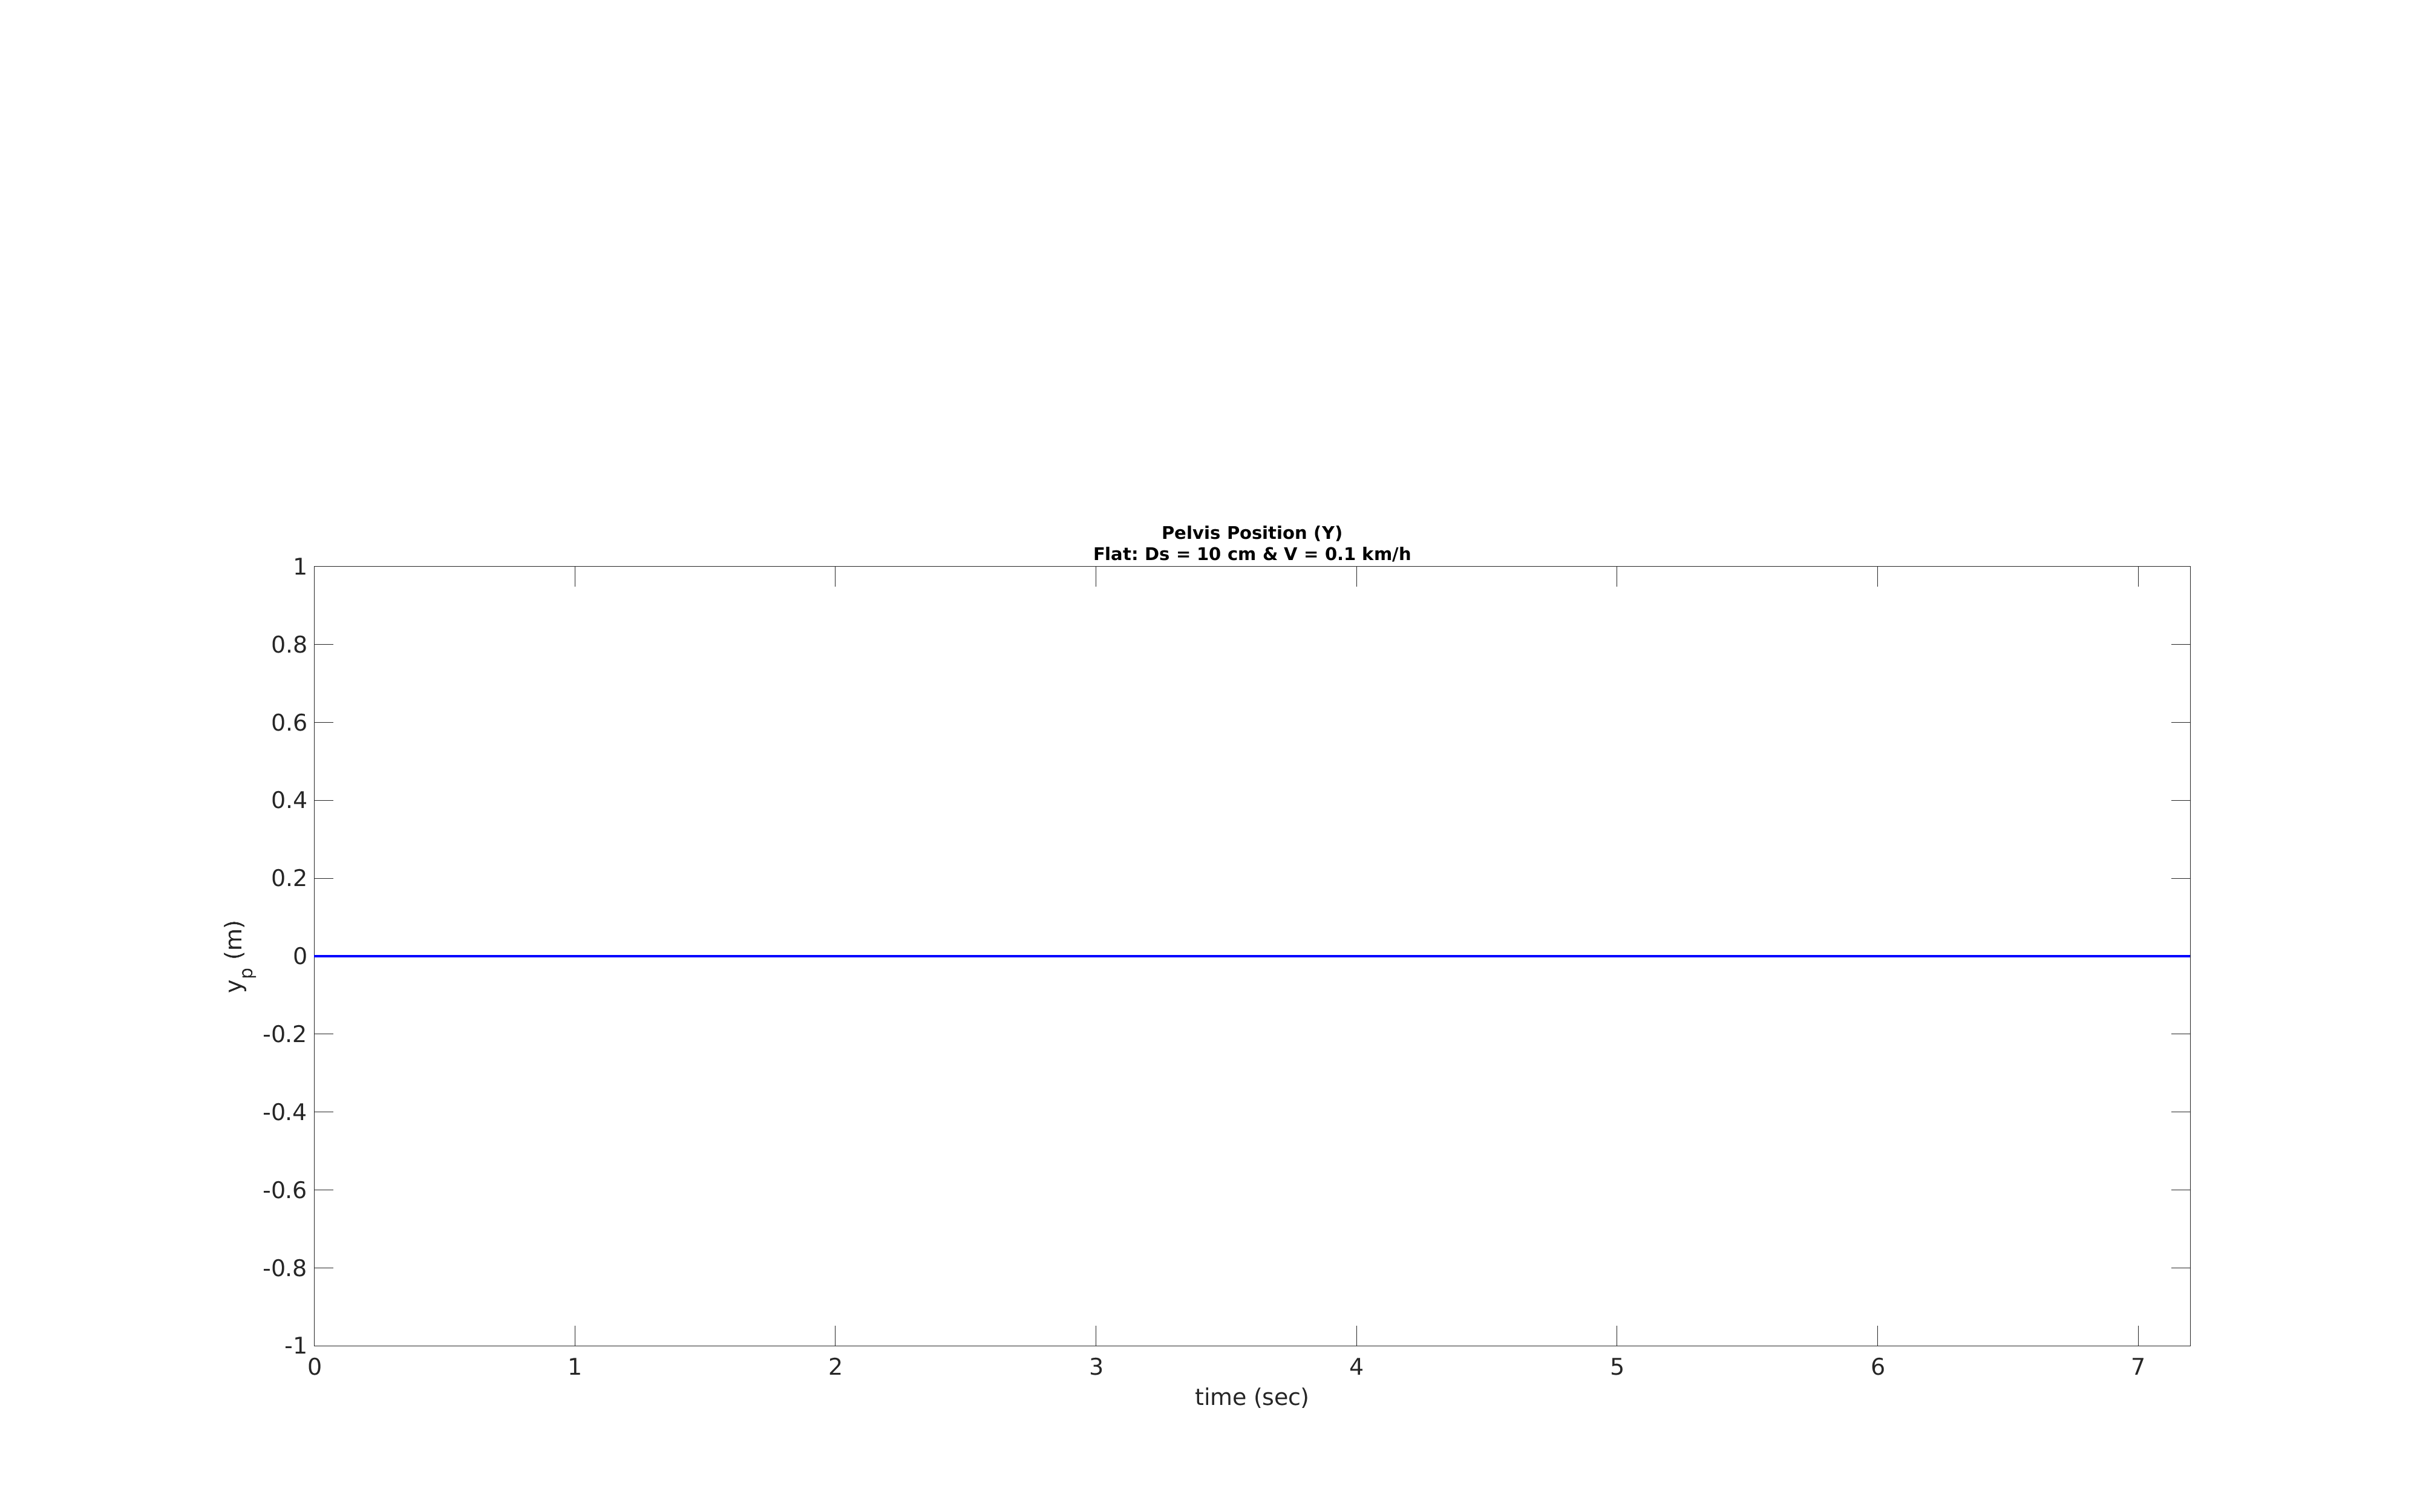 Pelvis Position (Y)
Flat: Ds = 10 cm & V = 0.1 km/h
1
0.8
0.6
0.4
0.2
0
-0.2
-0.4
-0.6
-0.8
-1
y_p (m)
0 1 2 3 4 5 6 7
time (sec)